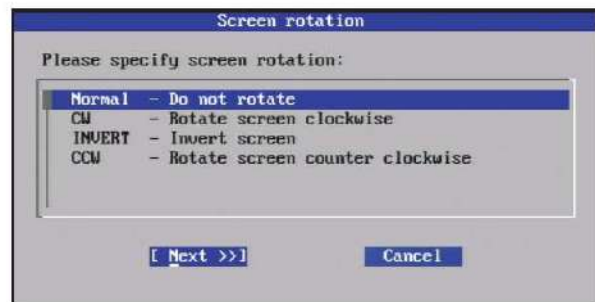 Screen rotation
Please specify screen rotation:
Normal - Do not rotate
CW - Rotate screen clockwise
INVERT - Invert screen
CCW - Rotate screen counter clockwise
[ Next >>] Cancel